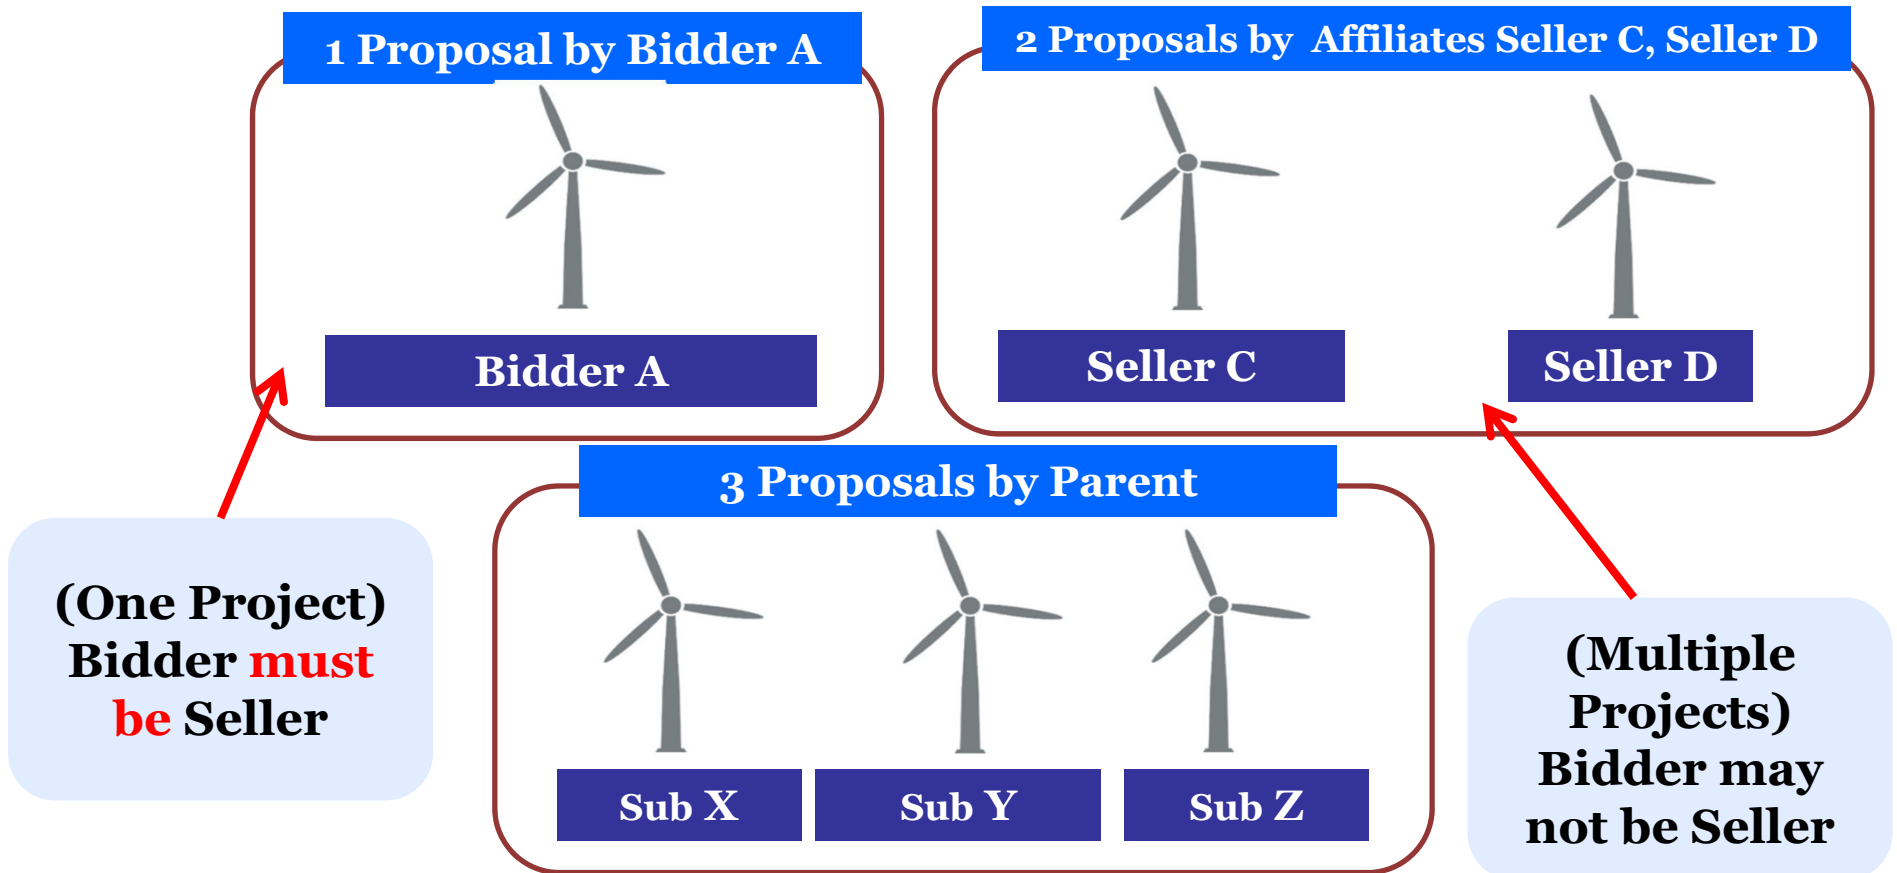 1 Proposal by Bidder A
2 Proposals by Affiliates Seller C, Seller D
Bidder A
Seller C
Seller D
3 Proposals by Parent
(One Project)
Bidder must
be Seller
Sub X
Sub Y
Sub Z
(Multiple
Projects)
Bidder may
not be Seller